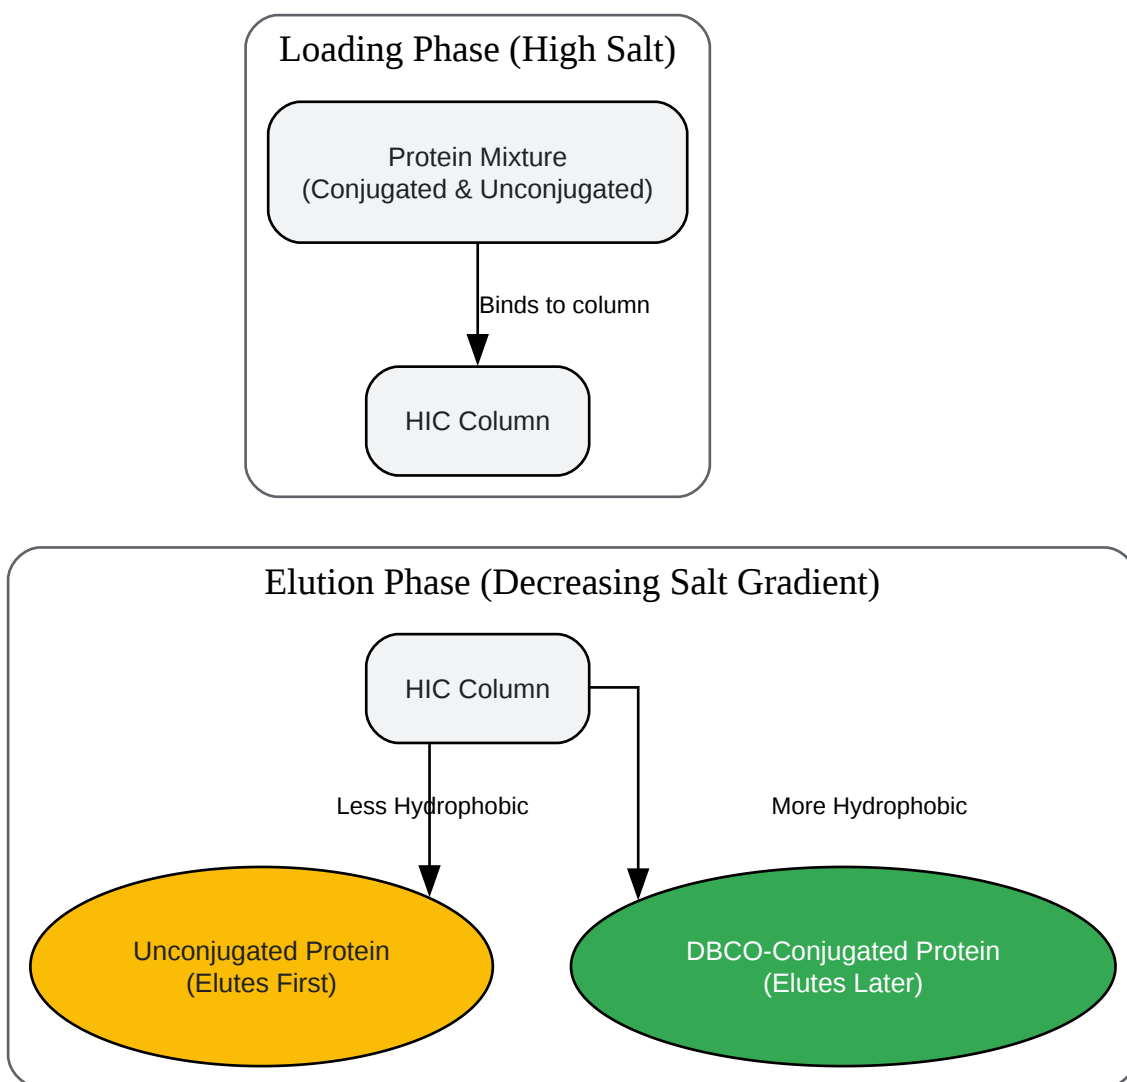 Loading Phase (High Salt)
Protein Mixture
(Conjugated & Unconjugated)
Binds to column
HIC Column
Elution Phase (Decreasing Salt Gradient)
HIC Column
Less Hydrophobic
More Hydrophobic
Unconjugated Protein
(Elutes First)
DBCO-Conjugated Protein
(Elutes Later)